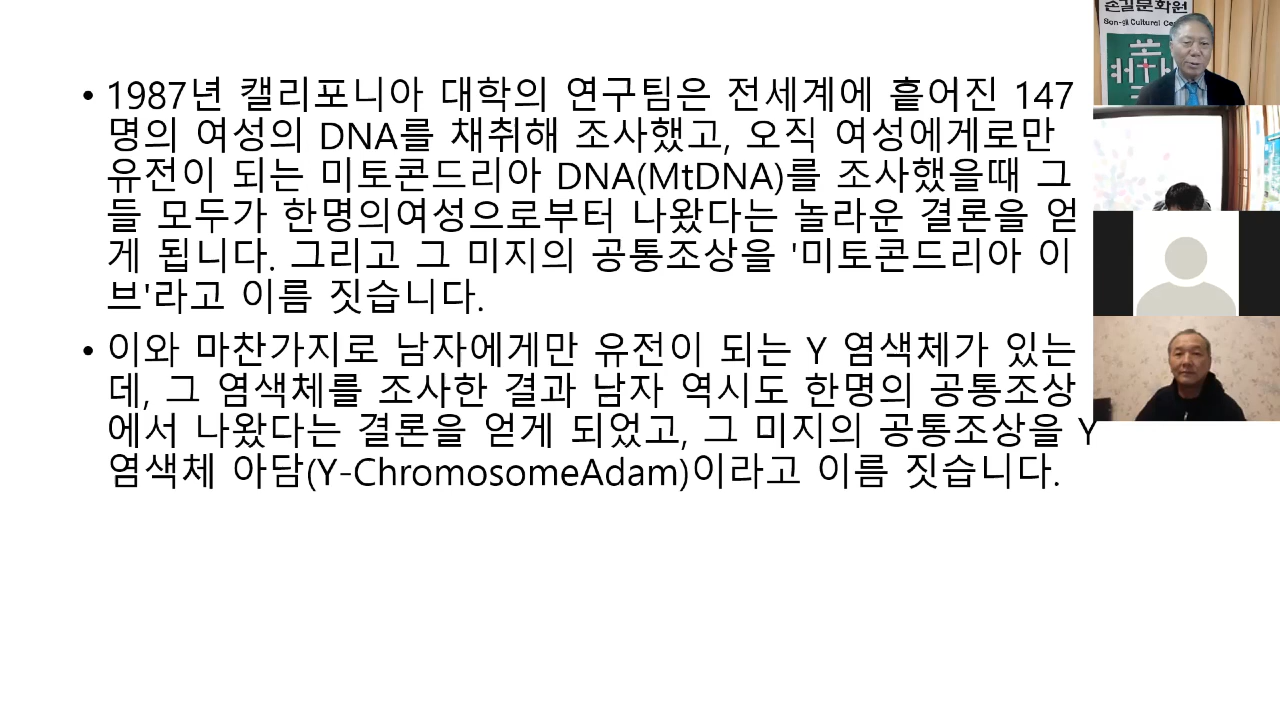 • 1987년 캘리포니아 대학의 연구팀은 전세계에 흩어진 147
명의 여성의 DNA를 채취해 조사했고, 오직 여성에게로만
유전이 되는 미토콘드리아 DNA(MtDNA)를 조사했을때 그
들 모두가 한명의여성으로부터 나왔다는 놀라운 결론을 얻
게 됩니다. 그리고 그 미지의 공통조상을 '미토콘드리아 이
브'라고 이름 짓습니다.
• 이와 마찬가지로 남자에게만 유전이 되는 Y 염색체가 있는
데, 그 염색체를 조사한 결과 남자 역시도 한명의 공통조상
에서 나왔다는 결론을 얻게 되었고, 그 미지의 공통조상을 Y
염색체 아담(Y-ChromosomeAdam)이라고 이름 짓습니다.
손길문화원
Son-gil Cultural